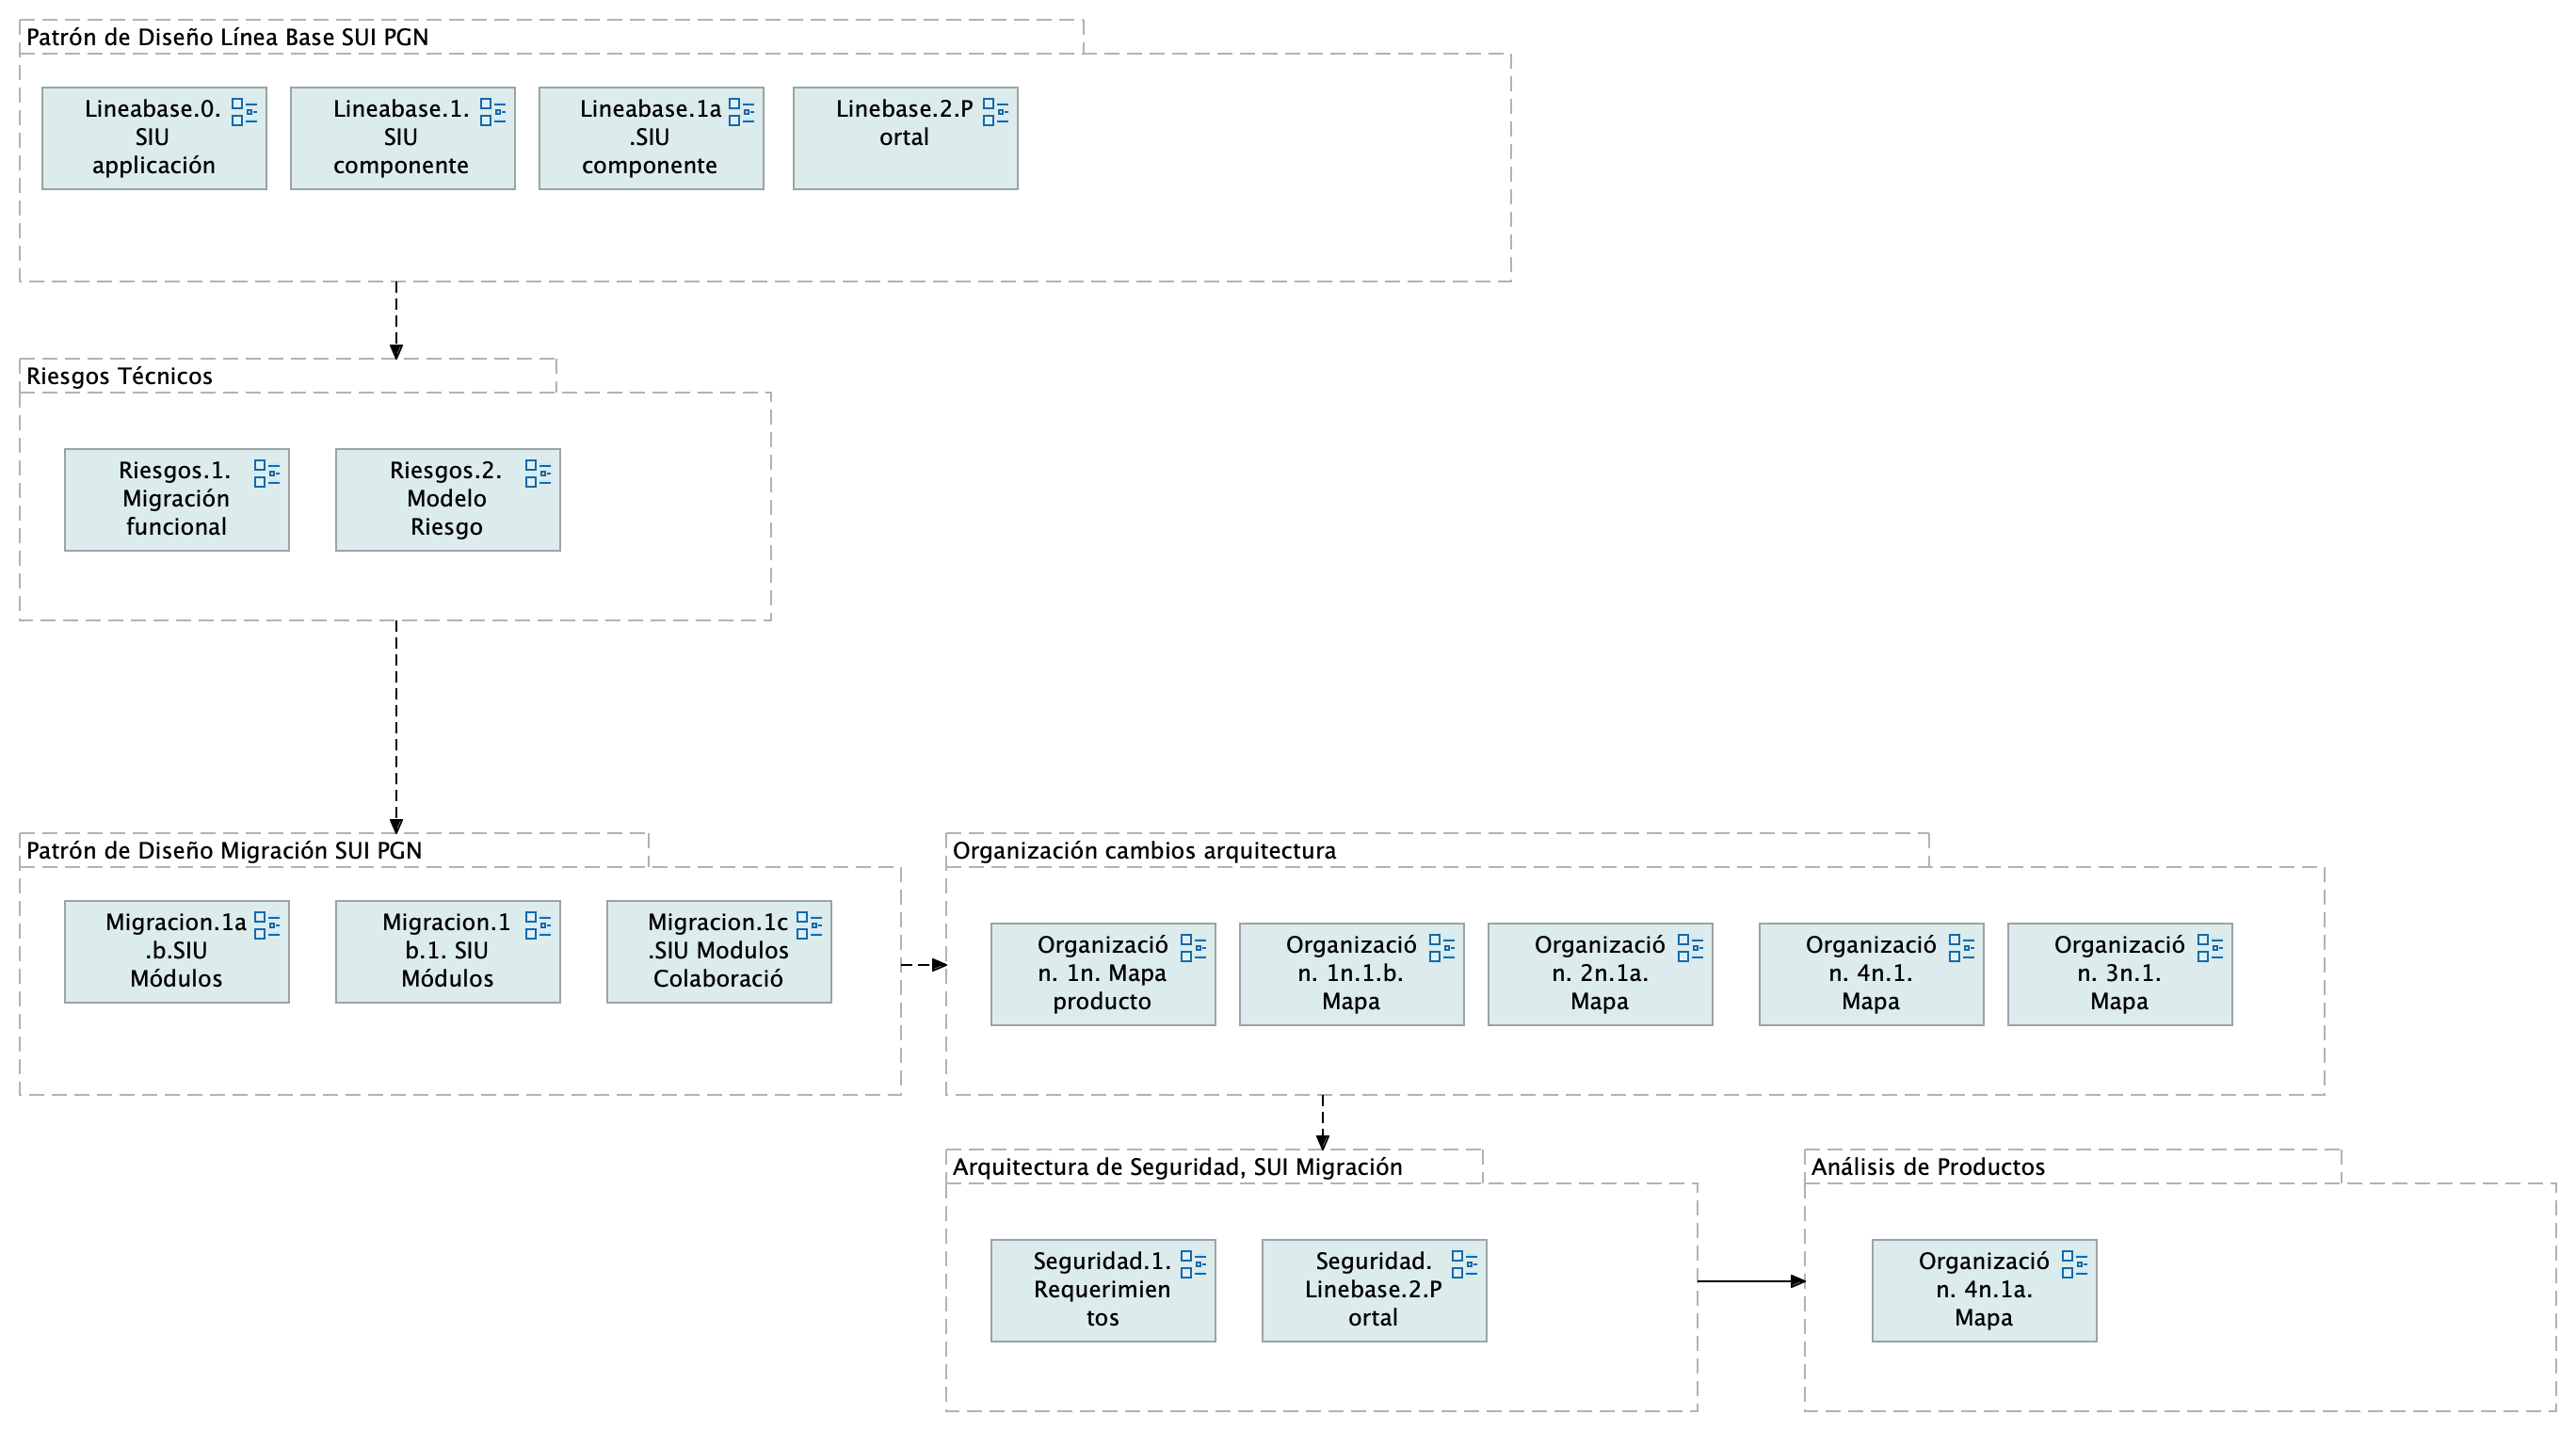 Patrón de Diseño Línea Base SUI PGN
Lineabase.0.
SIU
applicación
Lineabase.1.
SIU
componente
Lineabase.1a
.SIU
componente
Linebase.2.P
ortal
Riesgos Técnicos
Riesgos.1.
Migración
funcional
Riesgos.2.
Modelo
Riesgo
Patrón de Diseño Migración SUI PGN
Migracion.1a
.b.SIU
Módulos
Migracion.1
b.1. SIU
Módulos
Migracion.1c
.SIU Modulos
Colaboració
Organización cambios arquitectura
Organizació
n. 1n. Mapa
producto
Organizació
n. 1n.1.b.
Mapa
Organizació
n. 2n.1a.
Mapa
Organizació
n. 4n.1.
Mapa
Organizació
n. 3n.1.
Mapa
Arquitectura de Seguridad, SUI Migración
Seguridad.1.
Requerimien
tos
Seguridad.
Linebase.2.P
ortal
Análisis de Productos
Organizació
n. 4n.1a.
Mapa